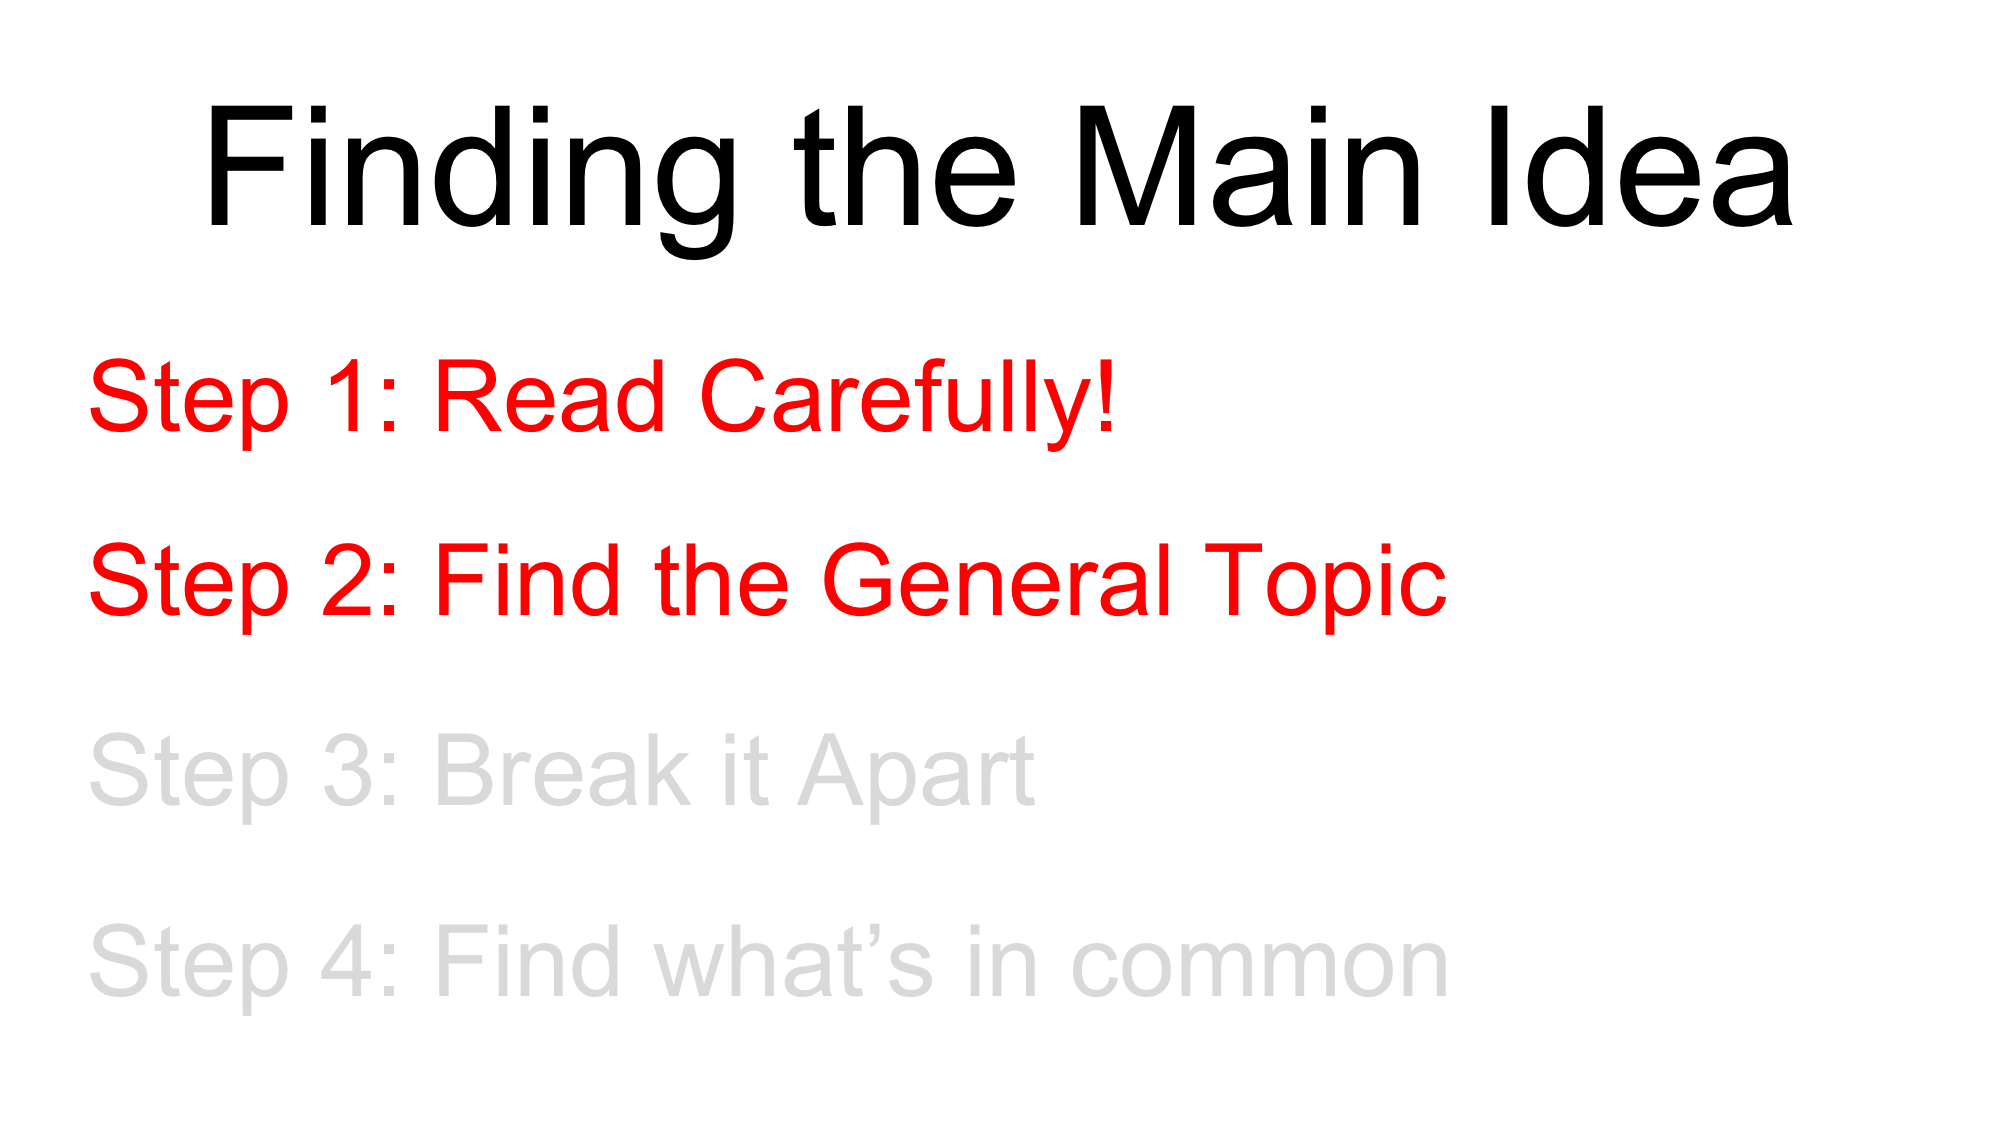 Finding the Main Idea
Step 1: Read Carefully!
Step 2: Find the General Topic
Step 3: Break it Apart
Step 4: Find what’s in common